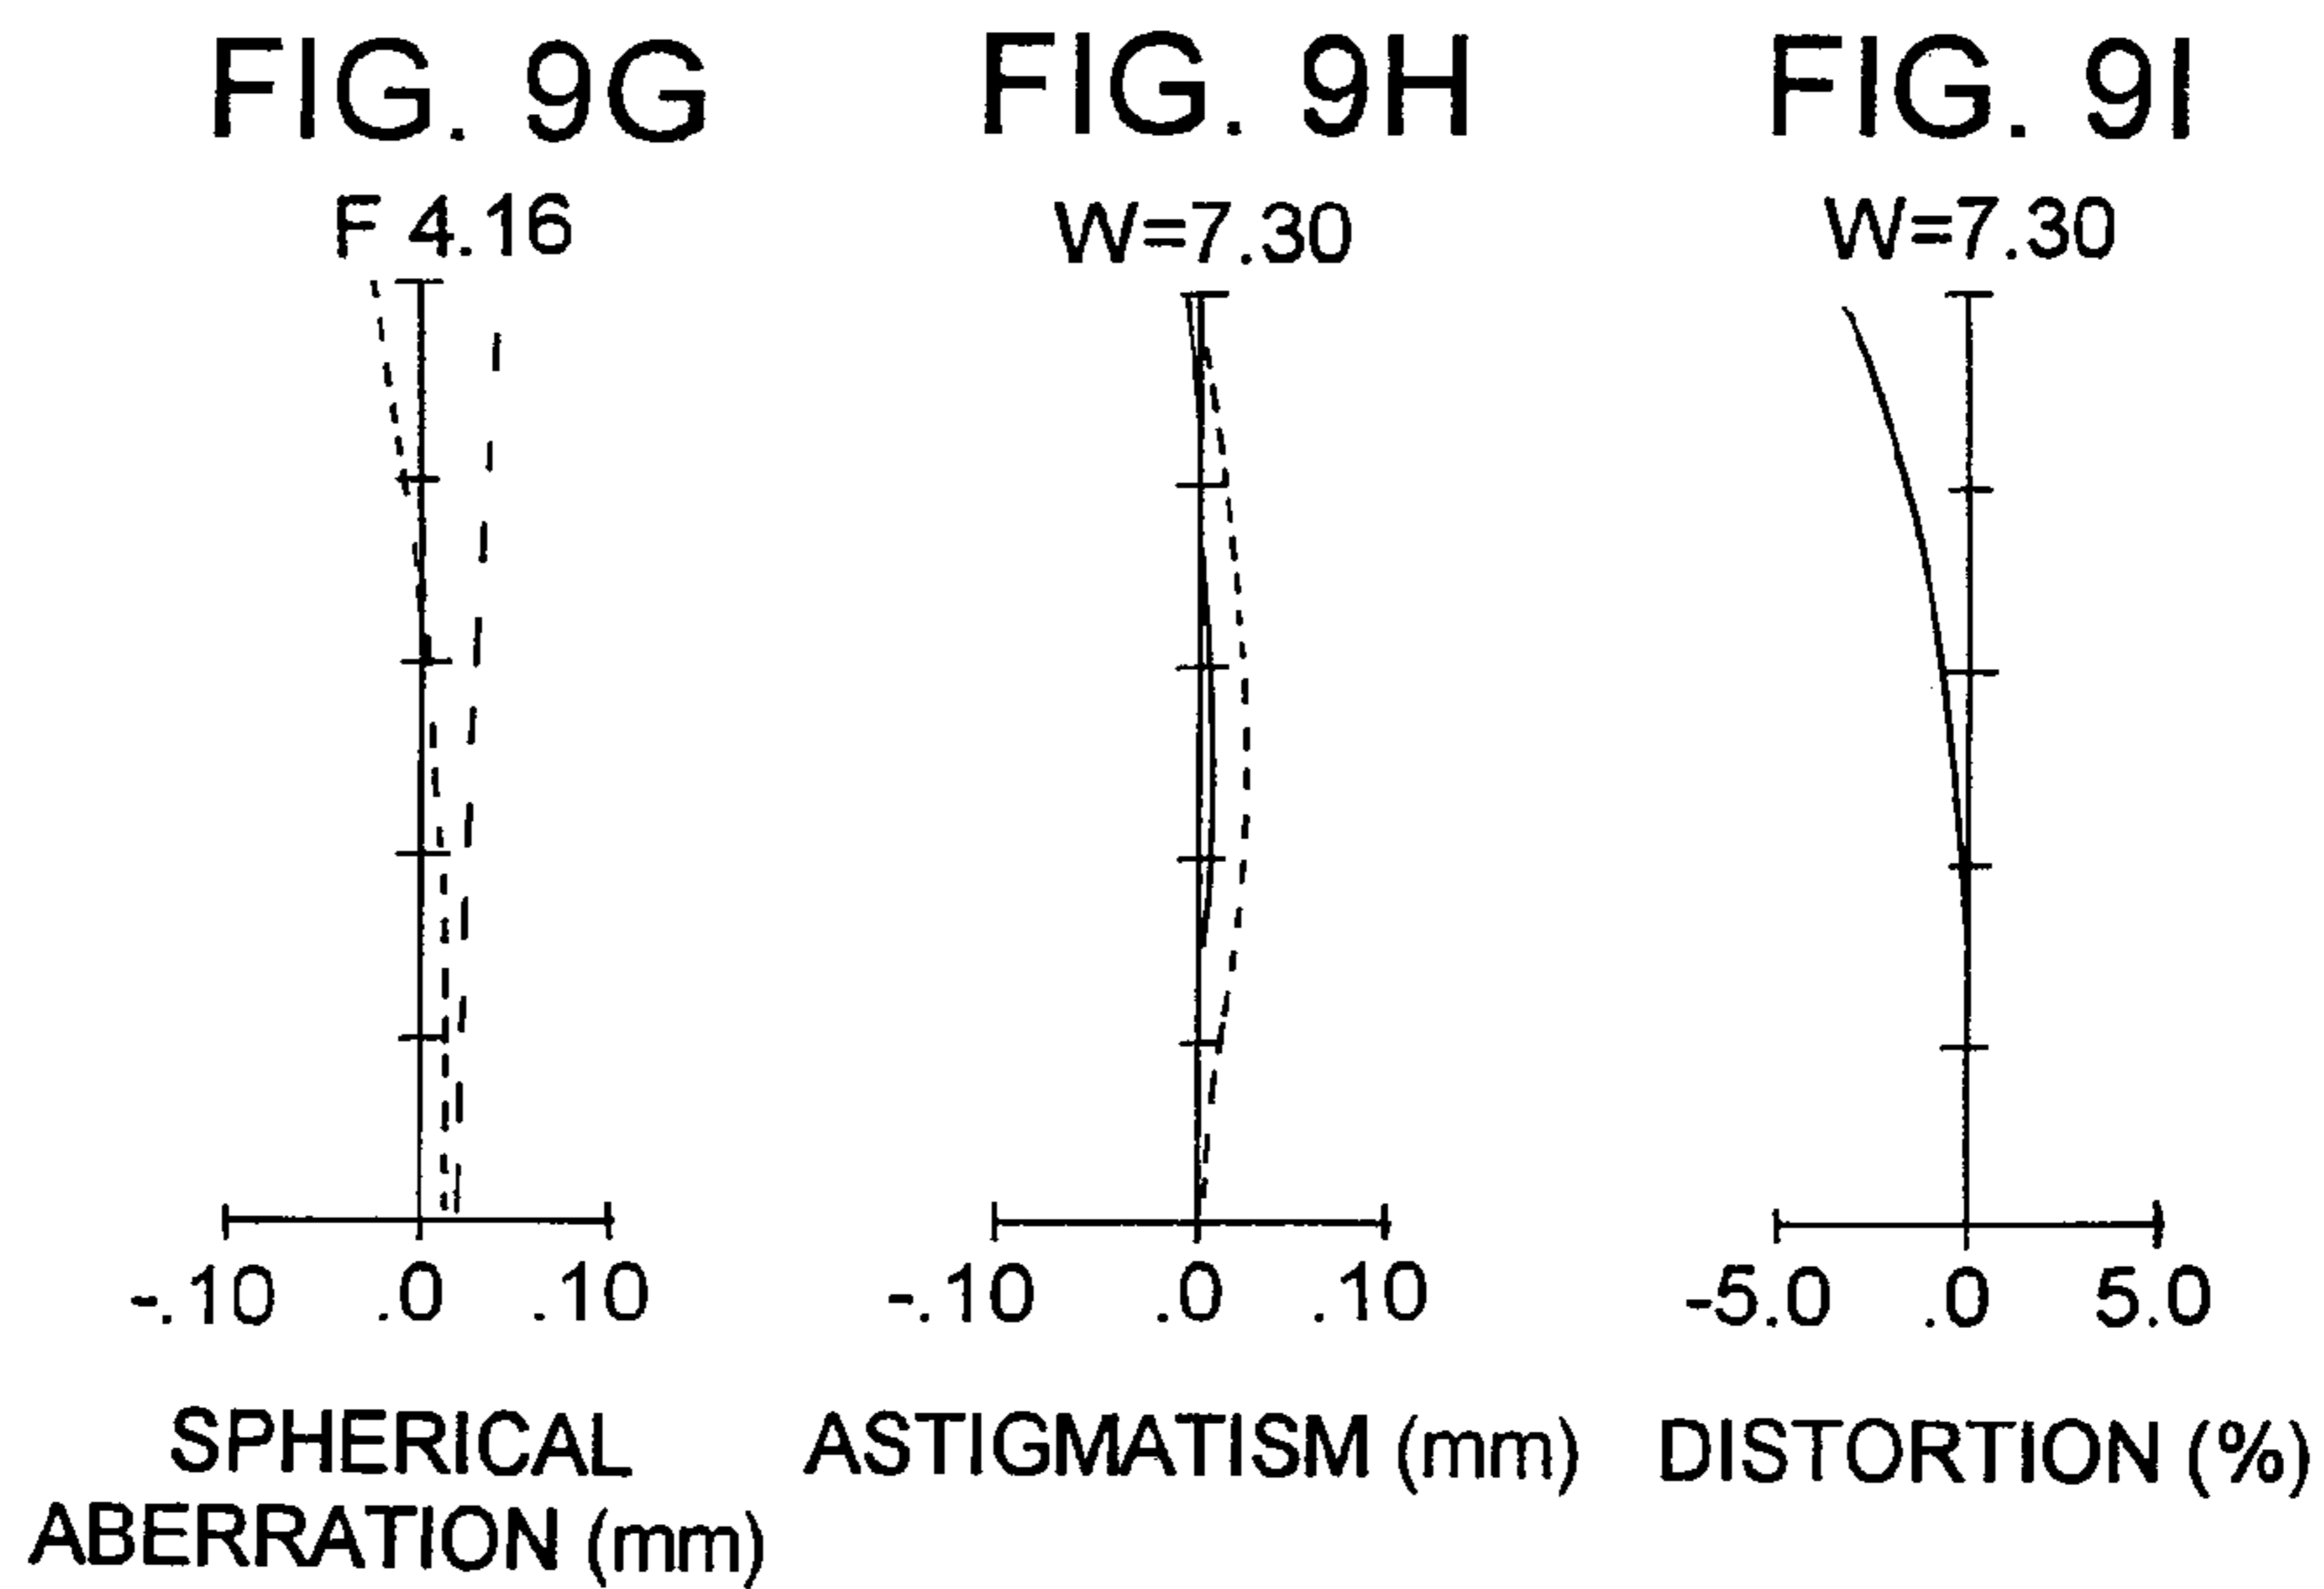 FIG. 9G FIG. 9H FIG. 9I
F 4.16 W=7.30 W=7.30
-.10 .0 .10 -.10 .0 .10 -5.0 .0 5.0
SPHERICAL ASTIGMATISM (mm) DISTORTION (%)
ABERRATION (mm)